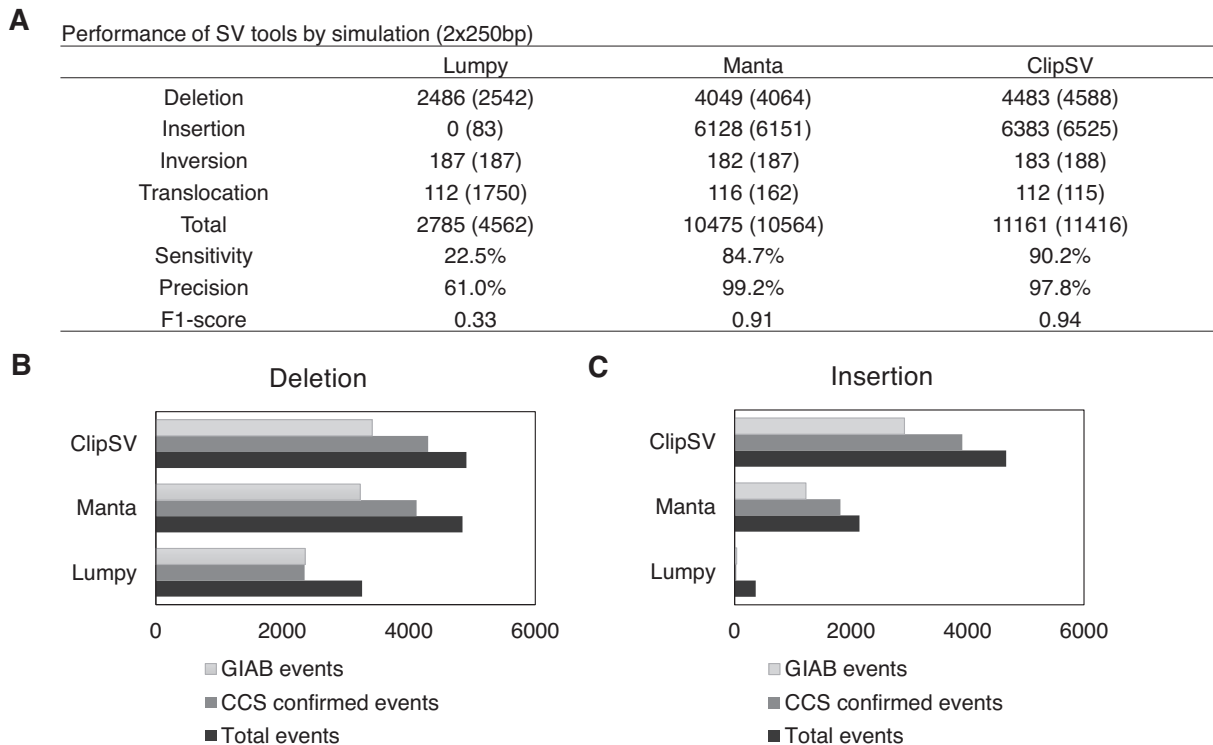 A
Performance of SV tools by simulation (2x250bp)
Lumpy Manta ClipSV
Deletion 2486 (2542) 4049 (4064) 4483 (4588)
Insertion 0 (83) 6128 (6151) 6383 (6525)
Inversion 187 (187) 182 (187) 183 (188)
Translocation 112 (1750) 116 (162) 112 (115)
Total 2785 (4562) 10475 (10564) 11161 (11416)
Sensitivity 22.5% 84.7% 90.2%
Precision 61.0% 99.2% 97.8%
F1-score 0.33 0.91 0.94
B
Deletion
ClipSV
Manta
Lumpy
0 2000 4000 6000
GIAB events
CCS confirmed events
Total events
C
Insertion
ClipSV
Manta
Lumpy
0 2000 4000 6000
GIAB events
CCS confirmed events
Total events